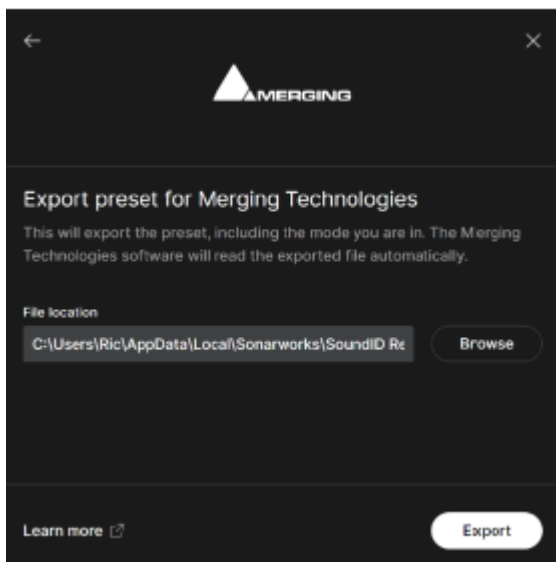 MERGING
Export preset for Merging Technologies
This will export the preset, including the mode you are in. The Merging
Technologies software will read the exported file automatically.
File location
C:\Users\Ric\AppData\Local\Sonarworks\SoundID Re
Browse
Learn more
Export